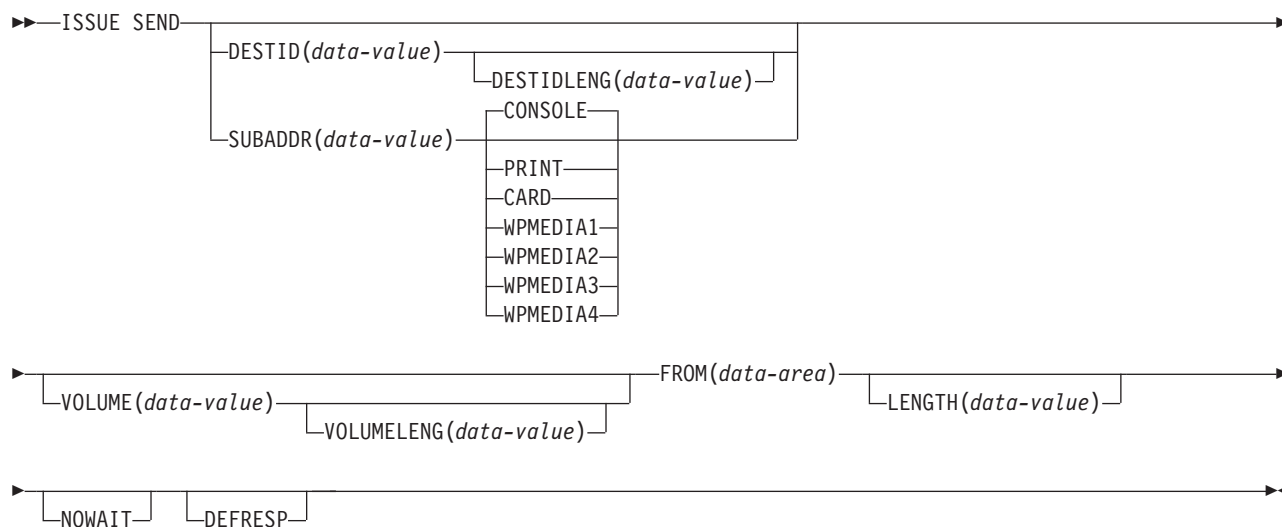 ISSUE SEND
DESTID(data-value)
DESTIDLENG(data-value)
CONSOLE
SUBADDR(data-value)
PRINT
CARD
WPMEDIA1
WPMEDIA2
WPMEDIA3
WPMEDIA4
FROM(data-area)
VOLUME(data-value)
LENGTH(data-value)
VOLUMELENG(data-value)
NOWAIT DEFRESP